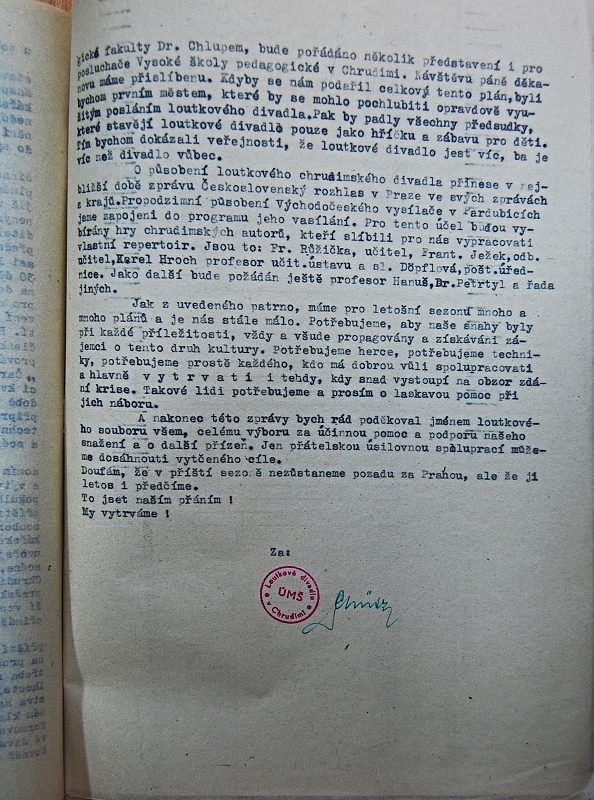 gické fakulty Dr. Chlupem, bude pořádáno několik představení i pro
posluchače Vysoké školy pedagogické v Chrudimi. Návštěvu páně děka-
novu máme přislíbenu. Kdyby se nám podařil celkový tento plán,byli
bychom prvním městem, které by se mohlo pochlubiti opravdově vyu-
žitým posláním loutkového divadla.Pak by padly všechny předsudky,
které stavějí loutkové divadlo pouze jako hříčku a zábavu pro děti.
Tím bychom dokázali veřejnosti, že loutkové divadlo jest víc, ba je
víc než divadlo vůbec.
O působení loutkového chrudimského divadla přinese v nej-
bližší době zprávu Československý rozhlas v Praze ve svých zprávách
z krajů.Propodzimní působení Východočeského vysílače v Pardubicích
jsme zapojeni do programu jeho vasílání. Pro tento účel budou vy-
bírány hry chrudimských autorů, kteří slíbili pro nás vypracovati
vlastní repertoir. Jsou to: Fr. Růžička, učitel, Frant. Ježek,odb.
učitel,Karel Hroch profesor učit.ústavu a sl. Döpflová,pošt.úřed-
nice. Jako další bude požádán ještě profesor Hanuš,Dr.Petrtyl a řada
jiných.
Jak z uvedeného patrno, máme pro letošní sezonu mnoho a
mnoho plánů a je nás stále málo. Potřebujeme, aby naše snahy byly
při každé příležitosti, vždy a všude propagovány a získávání zá-
jemci o tento druh kultury. Potřebujeme herce, potřebujeme techni-
ky, potřebujeme prostě každého, kdo má dobrou vůli spolupracovati
a hlavně v y t r v a t i i tehdy, kdy snad vystoupí na obzor zdá-
ní krise. Takové lidi potřebujeme a prosím o laskavou pomoc při
jich náboru.
A nakonec této zprávy bych rád poděkoval jménem loutkové-
ho souboru všem, celému výboru za účinnou pomoc a podporu našeho
snažení a o další přízeň. Jen přátelskou úsilovnou spoluprací může-
me dosáhnouti vytčeného cíle.
Doufám, že v příští sezoně nezůstaneme pozadu za Prahou, ale že ji
letos i předčíme.
To jset naším přáním !
My vytrváme !
Za:
Loutkové divadlo
ÚMŠ
v Chrudimi